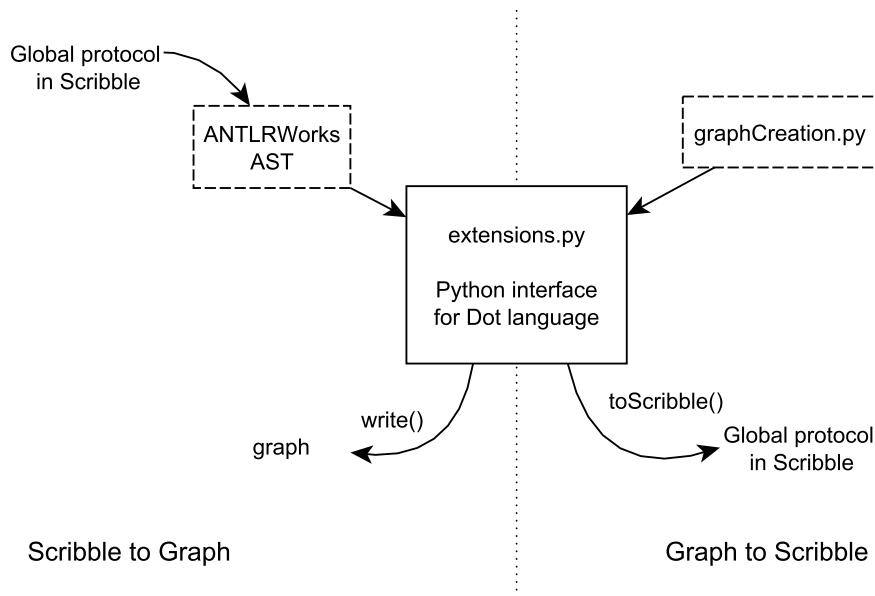 Global protocol
in Scribble
ANTLRWorks
AST
graphCreation.py
extensions.py
Python interface
for Dot language
write()
graph
toScribble()
Global protocol
in Scribble
Scribble to Graph
Graph to Scribble